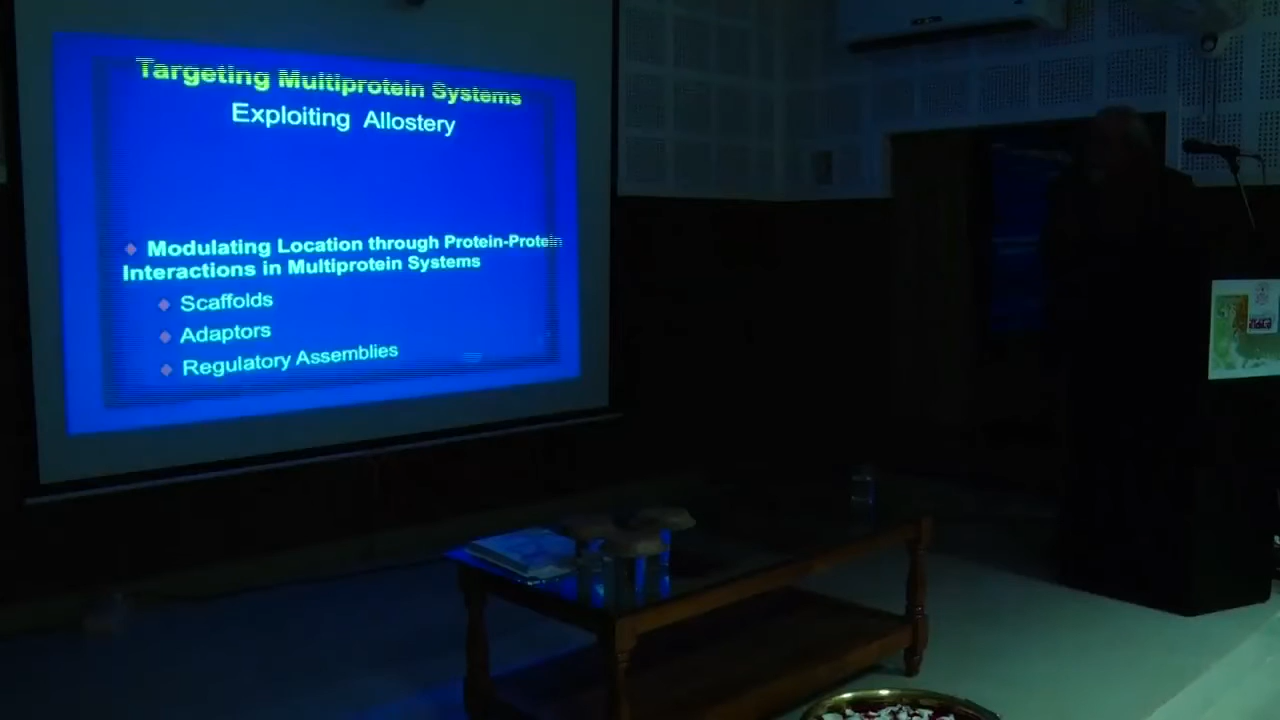 Targeting Multiprotein Systems
Exploiting Allostery
Modulating Location through Protein-Protein
Interactions in Multiprotein Systems
Scaffolds
Adaptors
Regulatory Assemblies